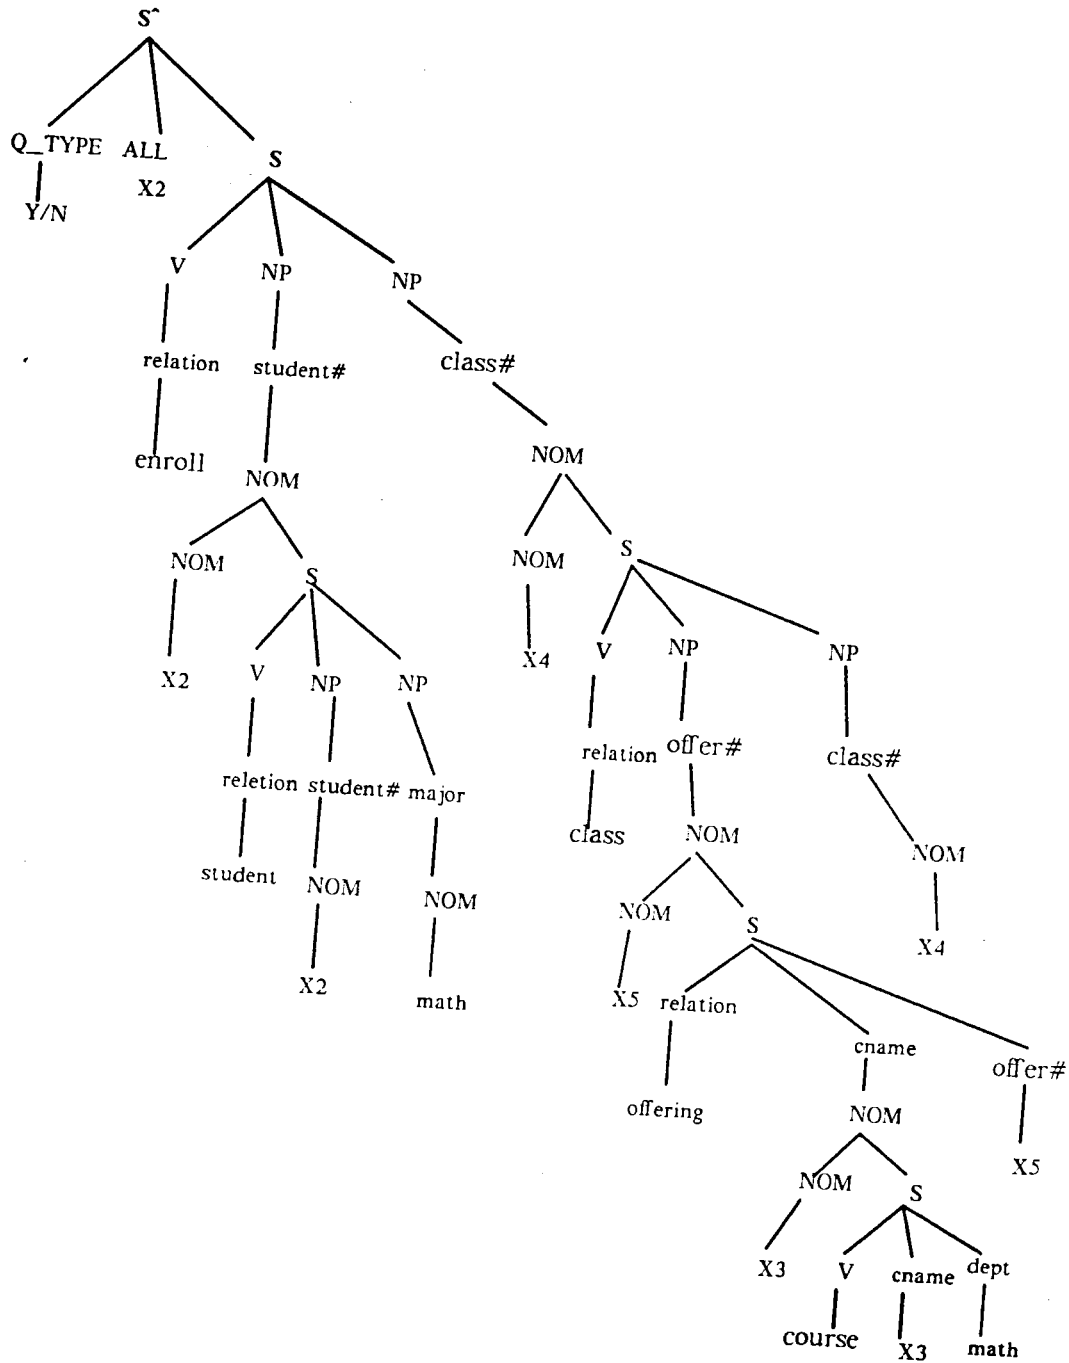 S^
Q_TYPE ALL S
X2
Y/N
V NP NP
relation student# class#
enroll NOM NOM
NOM S NOM S
X2 V NP NP X4 V NP NP
reletion student# major relation offer# class#
student NOM NOM class NOM NOM
X2 math NOM S X4
X5 relation cname offer#
offering NOM X5
NOM S
X3 V cname dept
course X3 math